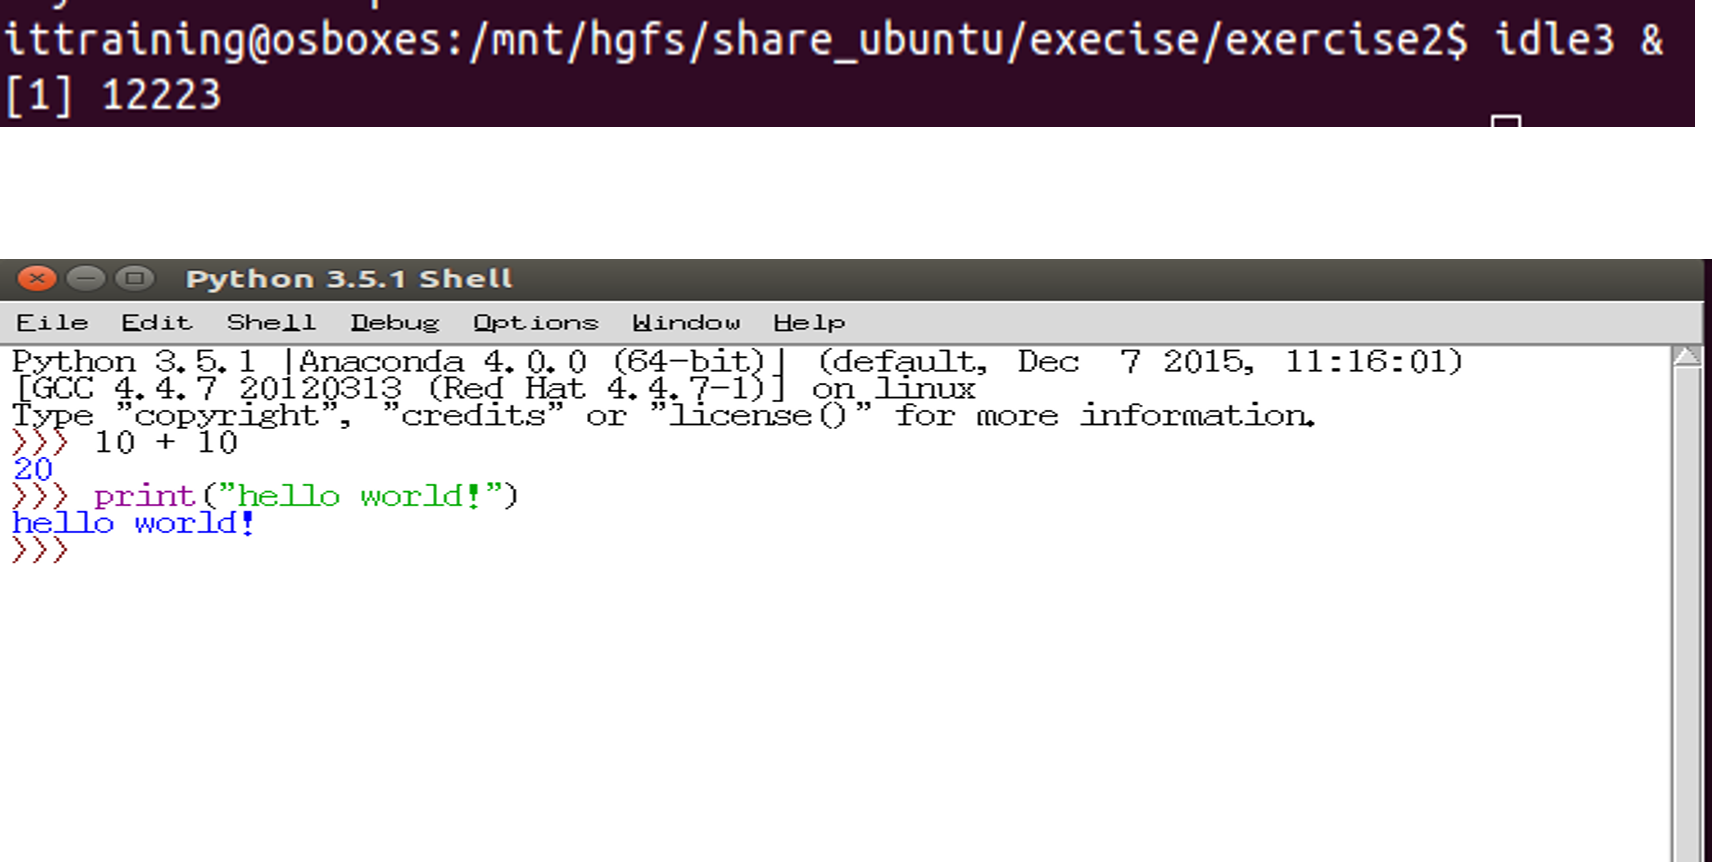 ittraining@osboxes:/mnt/hgfs/share_ubuntu/execise/exercise2$ idle3 &
[1] 12223
Python 3.5.1 Shell
File Edit Shell Debug Options Window Help
Python 3.5.1 |Anaconda 4.0.0 (64-bit)| (default, Dec  7 2015, 11:16:01)
[GCC 4.4.7 20120313 (Red Hat 4.4.7-1)] on linux
Type "copyright", "credits" or "license()" for more information.
>>> 10 + 10
20
>>> print("hello world!")
hello world!
>>>